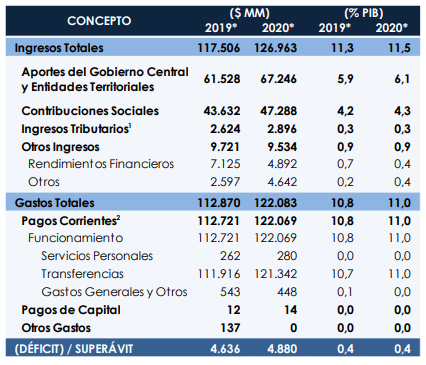 CONCEPTO ($ MM) (% PIB)
2019* 2020* 2019* 2020*
Ingresos Totales 117.506 126.963 11,3 11,5
Aportes del Gobierno Central
y Entidades Territoriales 61.528 67.246 5,9 6,1
Contribuciones Sociales 43.632 47.288 4,2 4,3
Ingresos Tributarios¹ 2.624 2.896 0,3 0,3
Otros Ingresos 9.721 9.534 0,9 0,9
Rendimientos Financieros 7.125 4.892 0,7 0,4
Otros 2.597 4.642 0,2 0,4
Gastos Totales 112.870 122.083 10,8 11,0
Pagos Corrientes² 112.721 122.069 10,8 11,0
Funcionamiento 112.721 122.069 10,8 11,0
Servicios Personales 262 280 0,0 0,0
Transferencias 111.916 121.342 10,7 11,0
Gastos Generales y Otros 543 448 0,1 0,0
Pagos de Capital 12 14 0,0 0,0
Otros Gastos 137 0 0,0 0,0
(DÉFICIT) / SUPERÁVIT 4.636 4.880 0,4 0,4